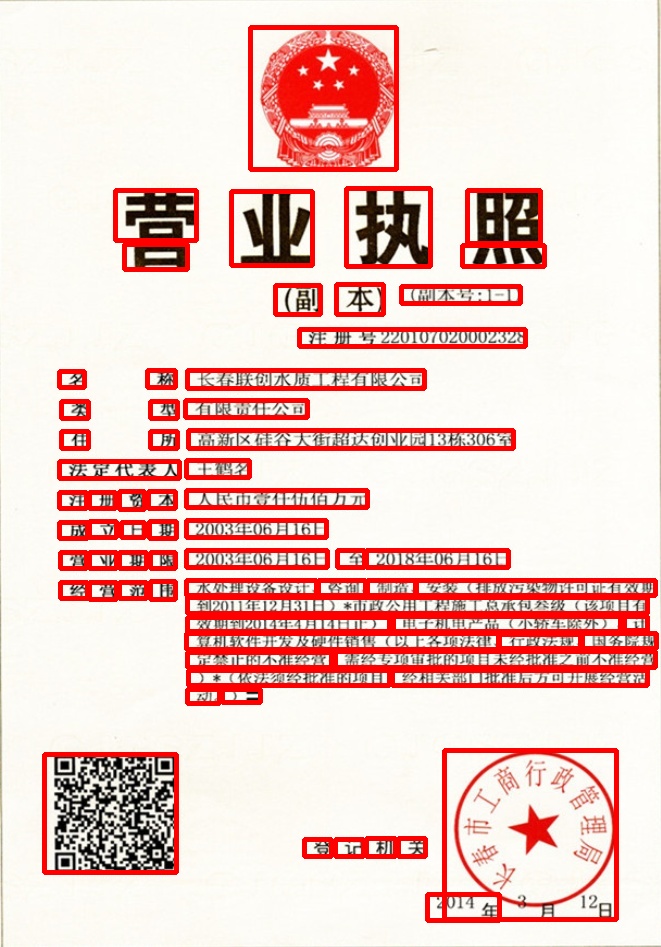 营业执照
(副 本) (副本号:1-1)
注册号220107020002328
名 称 长春联创水质工程有限公司
类 型 有限责任公司
住 所 高新区硅谷大街超达创业园13栋306室
法定代表人 王鹤名
注册资本 人民币壹仟伍佰万元
成立日期 2003年06月16日
营业期限 2003年06月16日 至2018年06月16日
经营范围 水处理设备设计 咨询 制造 安装(排放污染物许可证有效期
到2011年12月31日)*市政公用工程施工总承包叁级(该项目有
效期到2014年4月14日止) 电子机电产品(小轿车除外) 计
算机软件开发及硬件销售(以上各项法律 行政法规 国务院规
定禁止的不准经营 需经专项审批的项目未经批准之前不准经营
)*(依法须经批准的项目 经相关部门批准后方可开展经营活
动 )
长春市工商行政管理局
登记机关
2014 年 3 月 12日